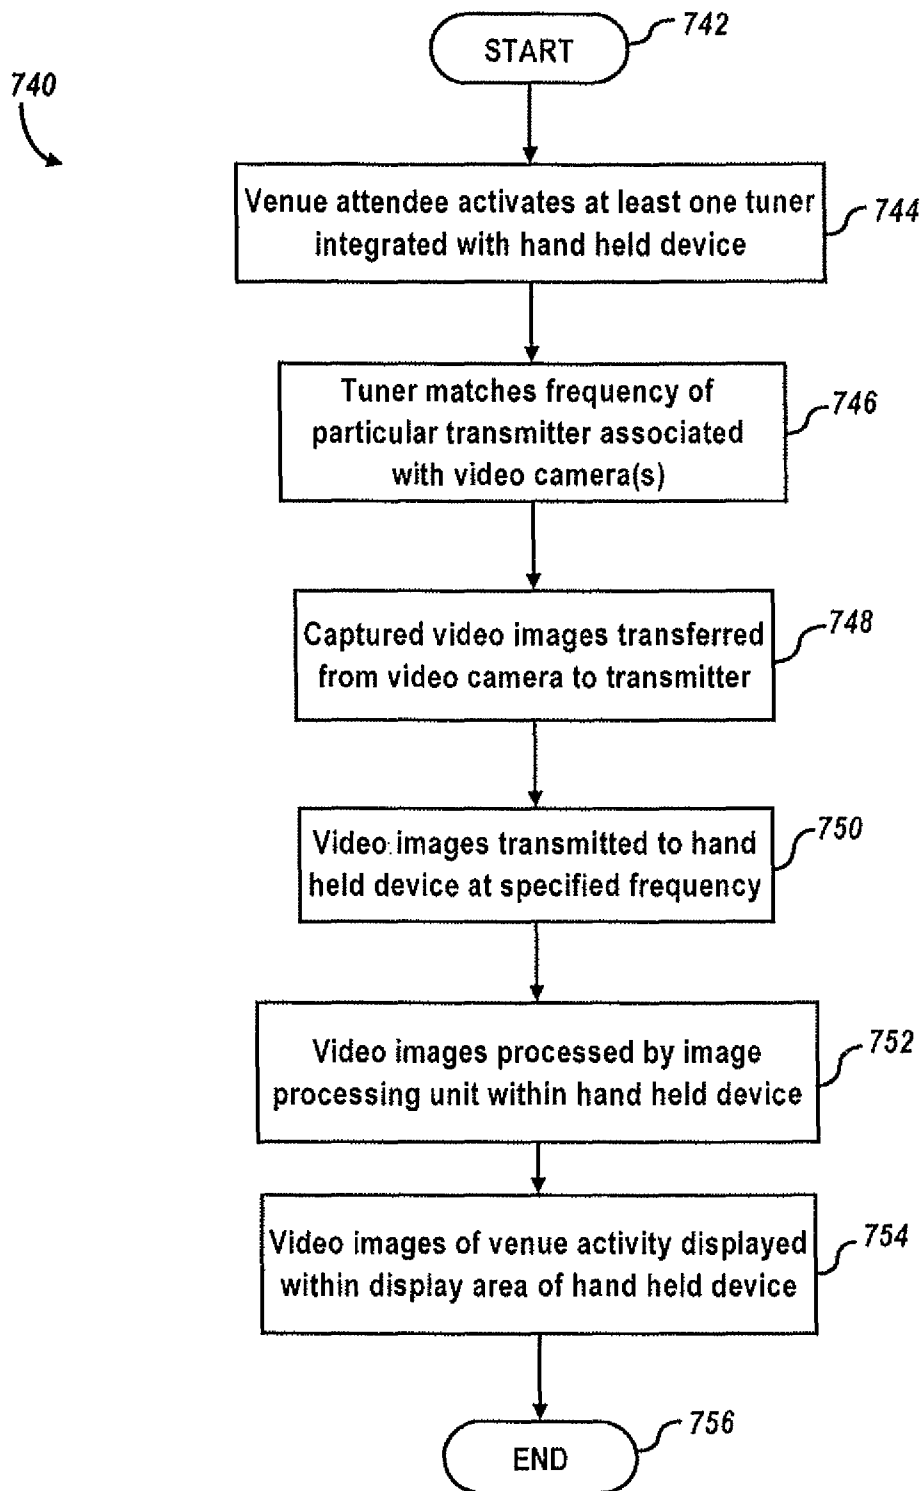 742
START
740
Venue attendee activates at least one tuner
integrated with hand held device
744
Tuner matches frequency of
particular transmitter associated
with video camera(s)
746
Captured video images transferred
from video camera to transmitter
748
Video images transmitted to hand
held device at specified frequency
750
Video images processed by image
processing unit within hand held device
752
Video images of venue activity displayed
within display area of hand held device
754
END
756